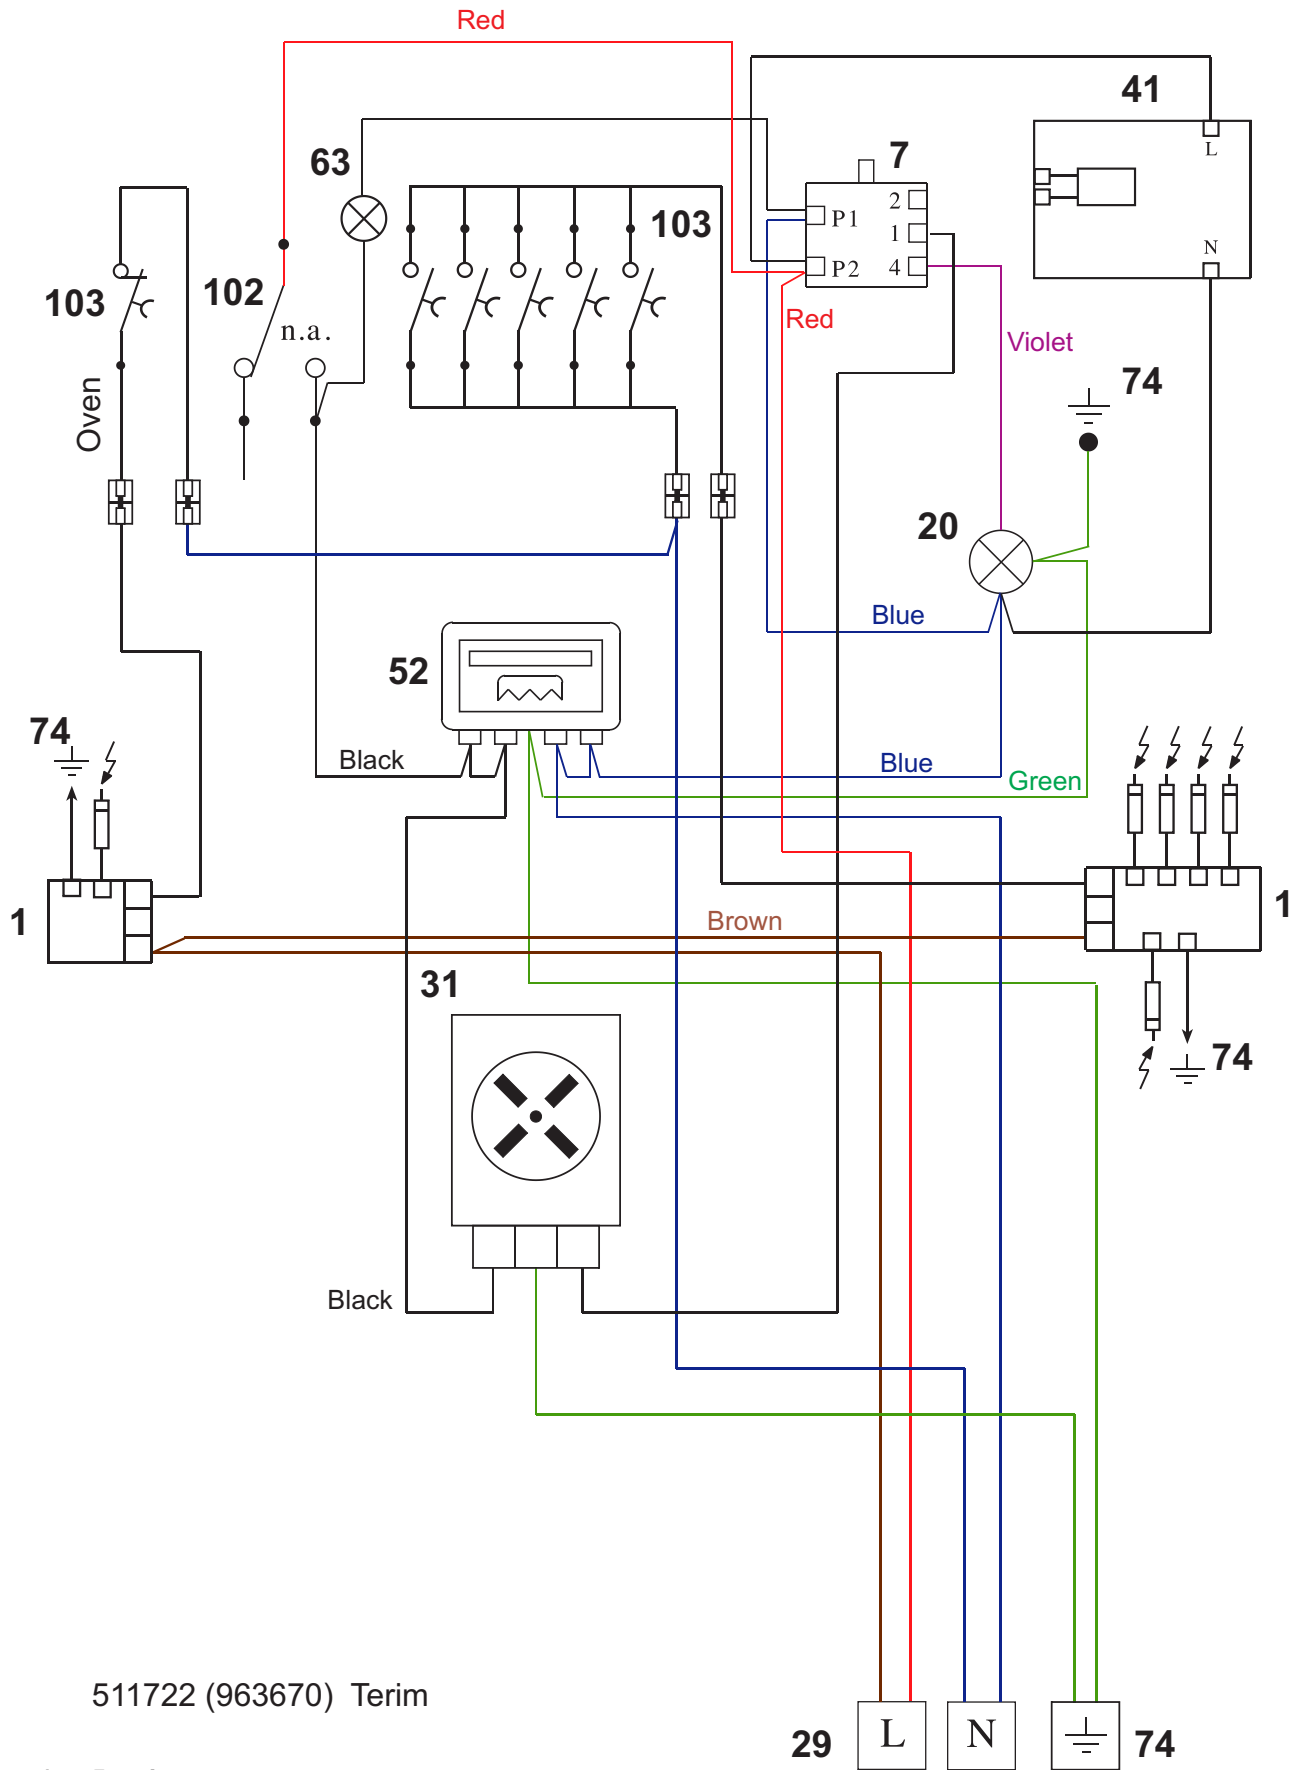 Red
41
L
63
7
2
103
P1
1
N
103
102
P2
4
n.a.
Red
Violet
74
Oven
20
Blue
52
74
Black
Blue
Green
1
1
Brown
31
74
Black
511722 (963670) Terim
29
L
N
74